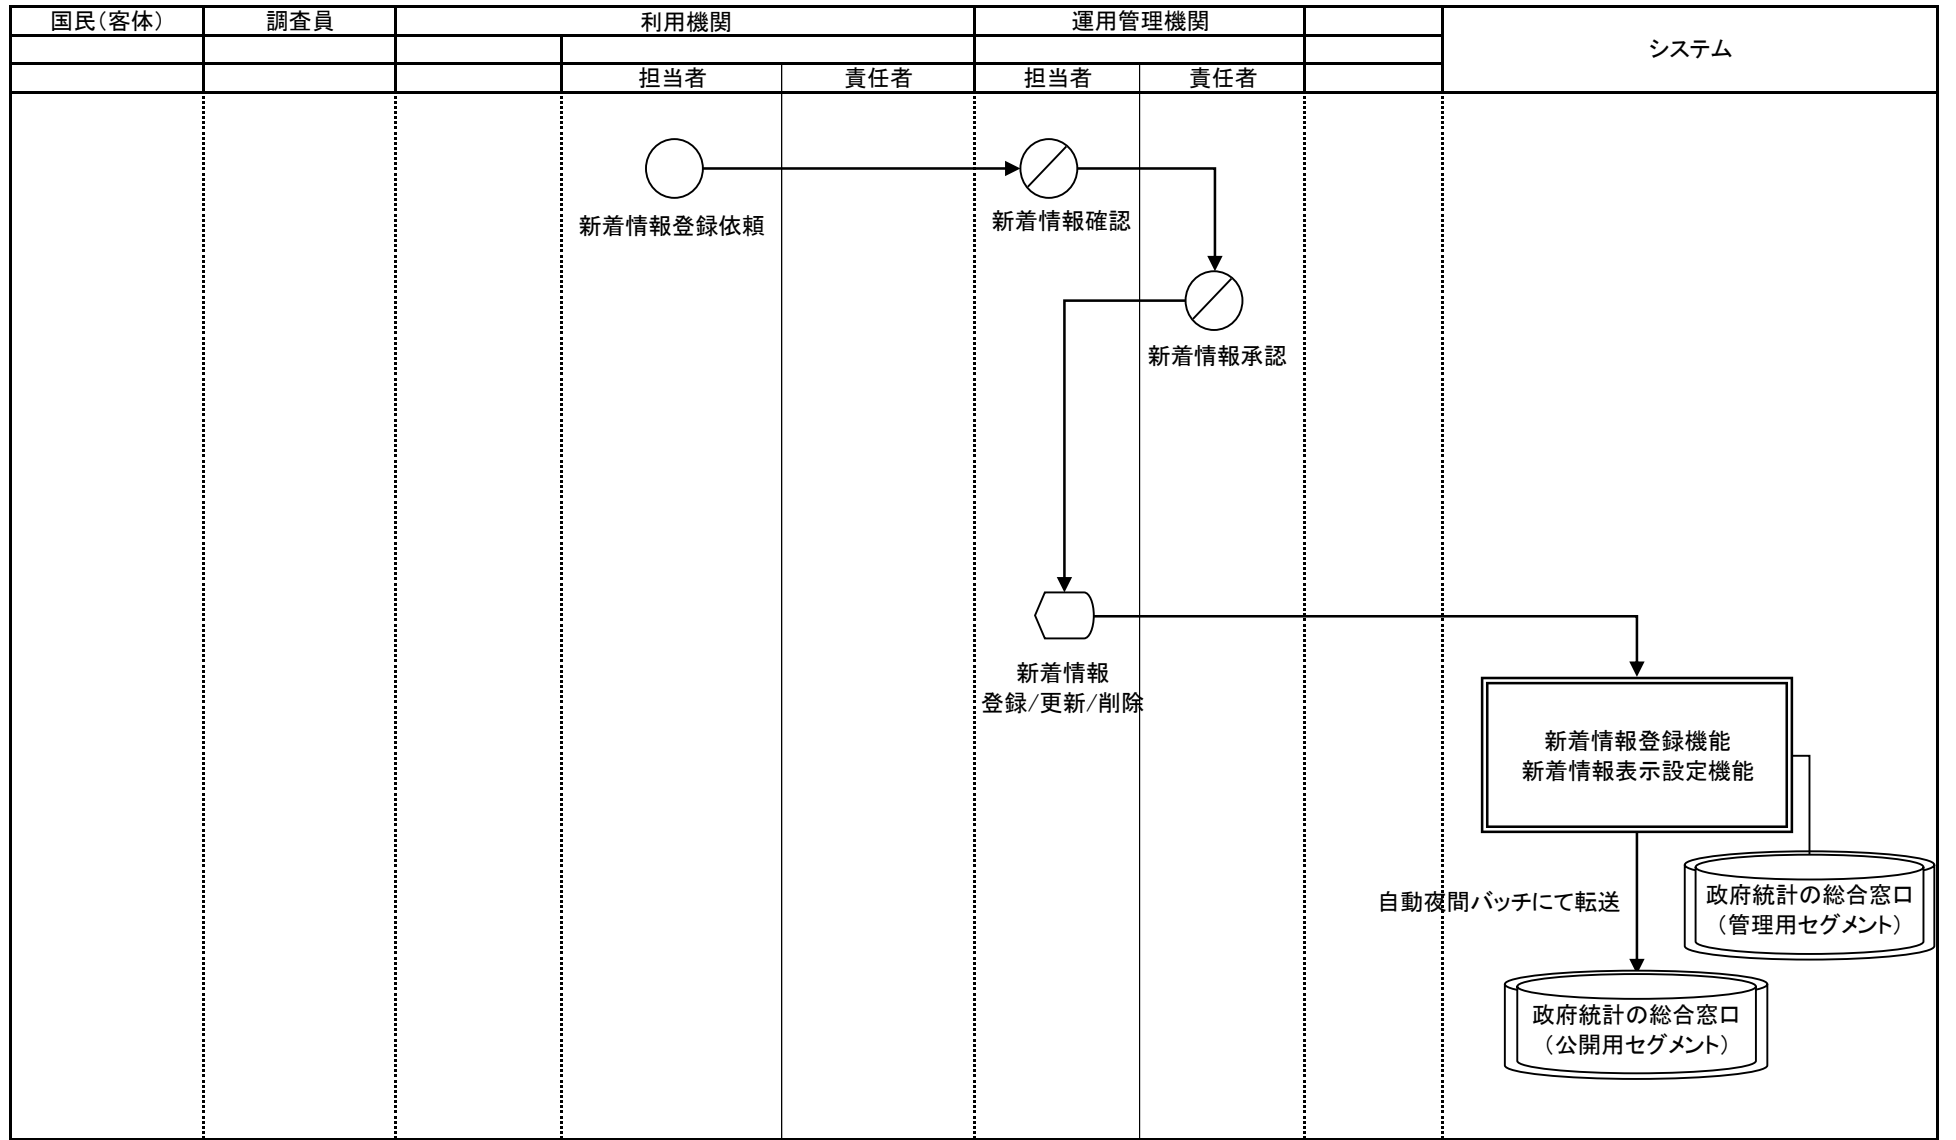 国民（客体）
調査員
利用機関
運用管理機関
システム
担当者
責任者
担当者
責任者
新着情報登録依頼
新着情報確認
新着情報承認
新着情報
登録/更新/削除
新着情報登録機能
新着情報表示設定機能
自動夜間バッチにて転送
政府統計の総合窓口
（管理用セグメント）
政府統計の総合窓口
（公開用セグメント）